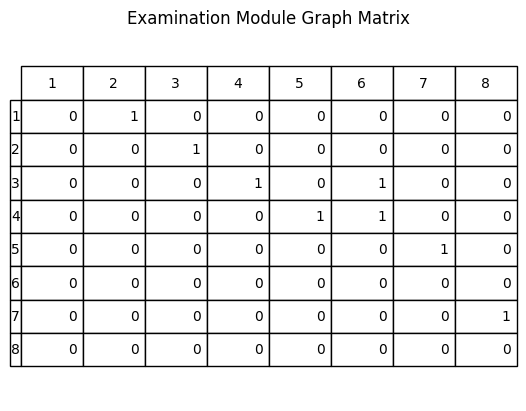 Examination Module Graph Matrix
1 2 3 4 5 6 7 8
1 0 1 0 0 0 0 0 0
2 0 0 1 0 0 0 0 0
3 0 0 0 1 0 1 0 0
4 0 0 0 0 1 1 0 0
5 0 0 0 0 0 0 1 0
6 0 0 0 0 0 0 0 0
7 0 0 0 0 0 0 0 1
8 0 0 0 0 0 0 0 0